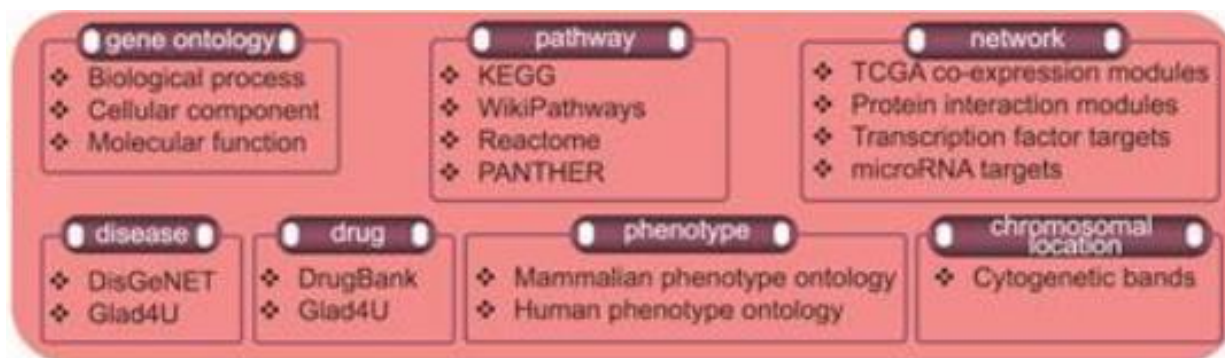 gene ontology
❖ Biological process
❖ Cellular component
❖ Molecular function
pathway
❖ KEGG
❖ WikiPathways
❖ Reactome
❖ PANTHER
network
❖ TCGA co-expression modules
❖ Protein interaction modules
❖ Transcription factor targets
❖ microRNA targets
disease
❖ DisGeNET
❖ Glad4U
drug
❖ DrugBank
❖ Glad4U
phenotype
❖ Mammalian phenotype ontology
❖ Human phenotype ontology
chromosomal
location
❖ Cytogenetic bands